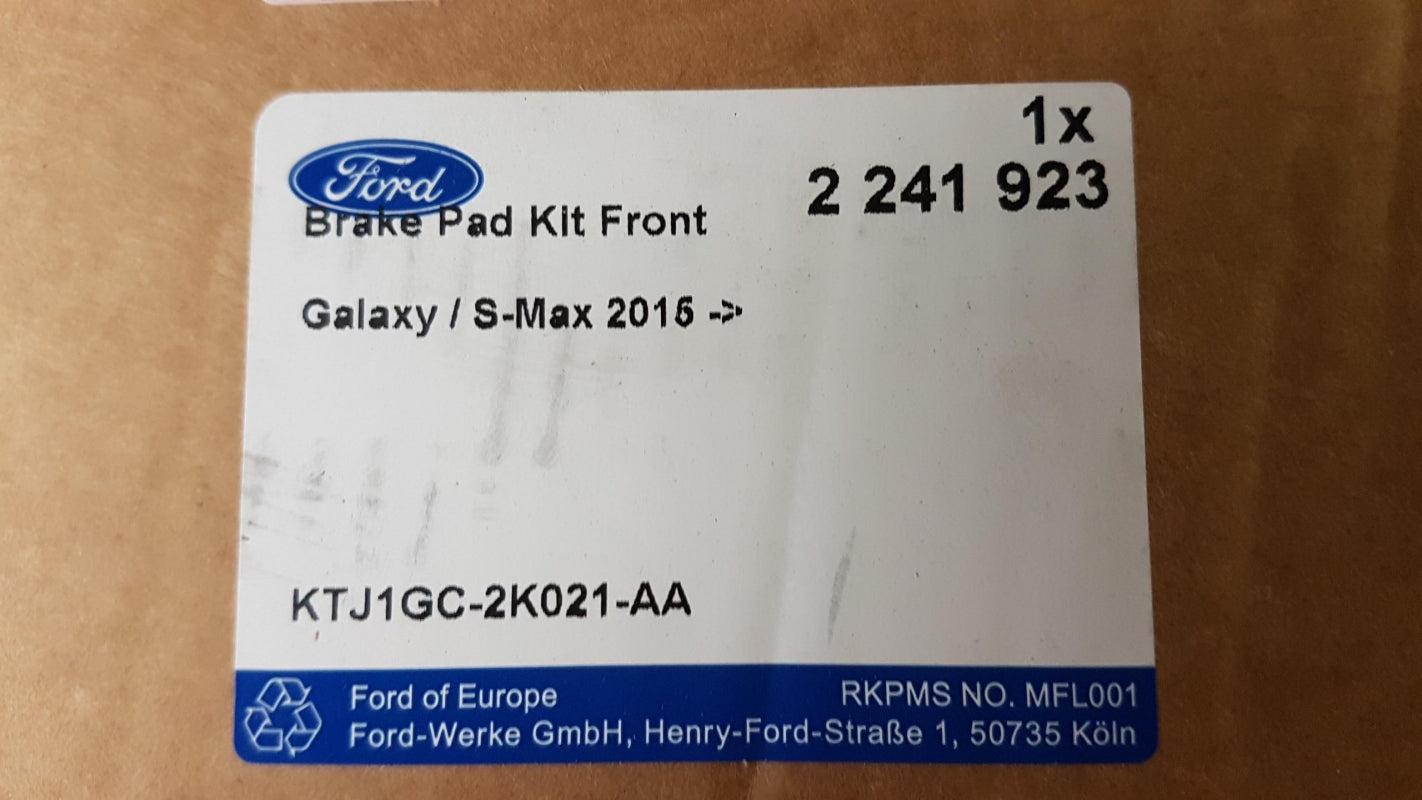 1x
Ford
2 241 923
Brake Pad Kit Front
Galaxy / S-Max 2015 ->
KTJ1GC-2K021-AA
Ford of Europe
RKPMS NO. MFL001
Ford-Werke GmbH, Henry-Ford-Straße 1, 50735 Köln